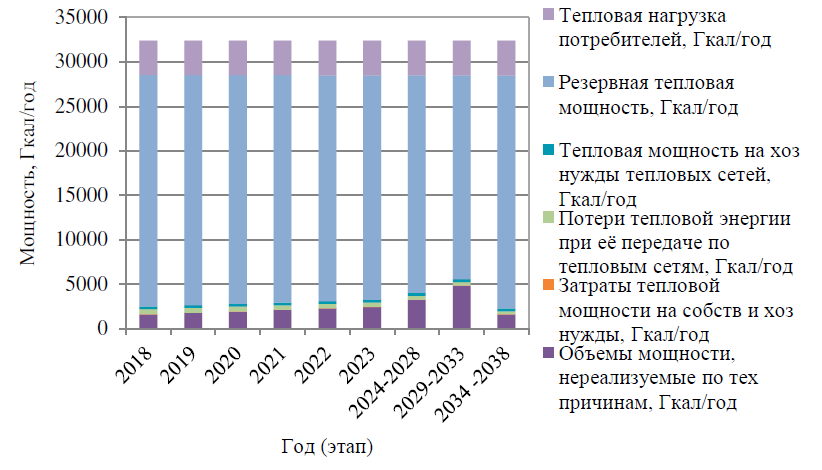 35000
30000
25000
20000
15000
10000
5000
0
Мощность, Гкал/год
2018
2019
2020
2021
2022
2023
2024-2028
2029-2033
2034 -2038
Год (этап)
Тепловая нагрузка
потребителей, Гкал/год
Резервная тепловая
мощность, Гкал/год
Тепловая мощность на хоз
нужды тепловых сетей,
Гкал/год
Потери тепловой энергии
при её передаче по
тепловым сетям, Гкал/год
Затраты тепловой
мощности на собств и хоз
нужды, Гкал/год
Объемы мощности,
нереализуемые по тех
причинам, Гкал/год